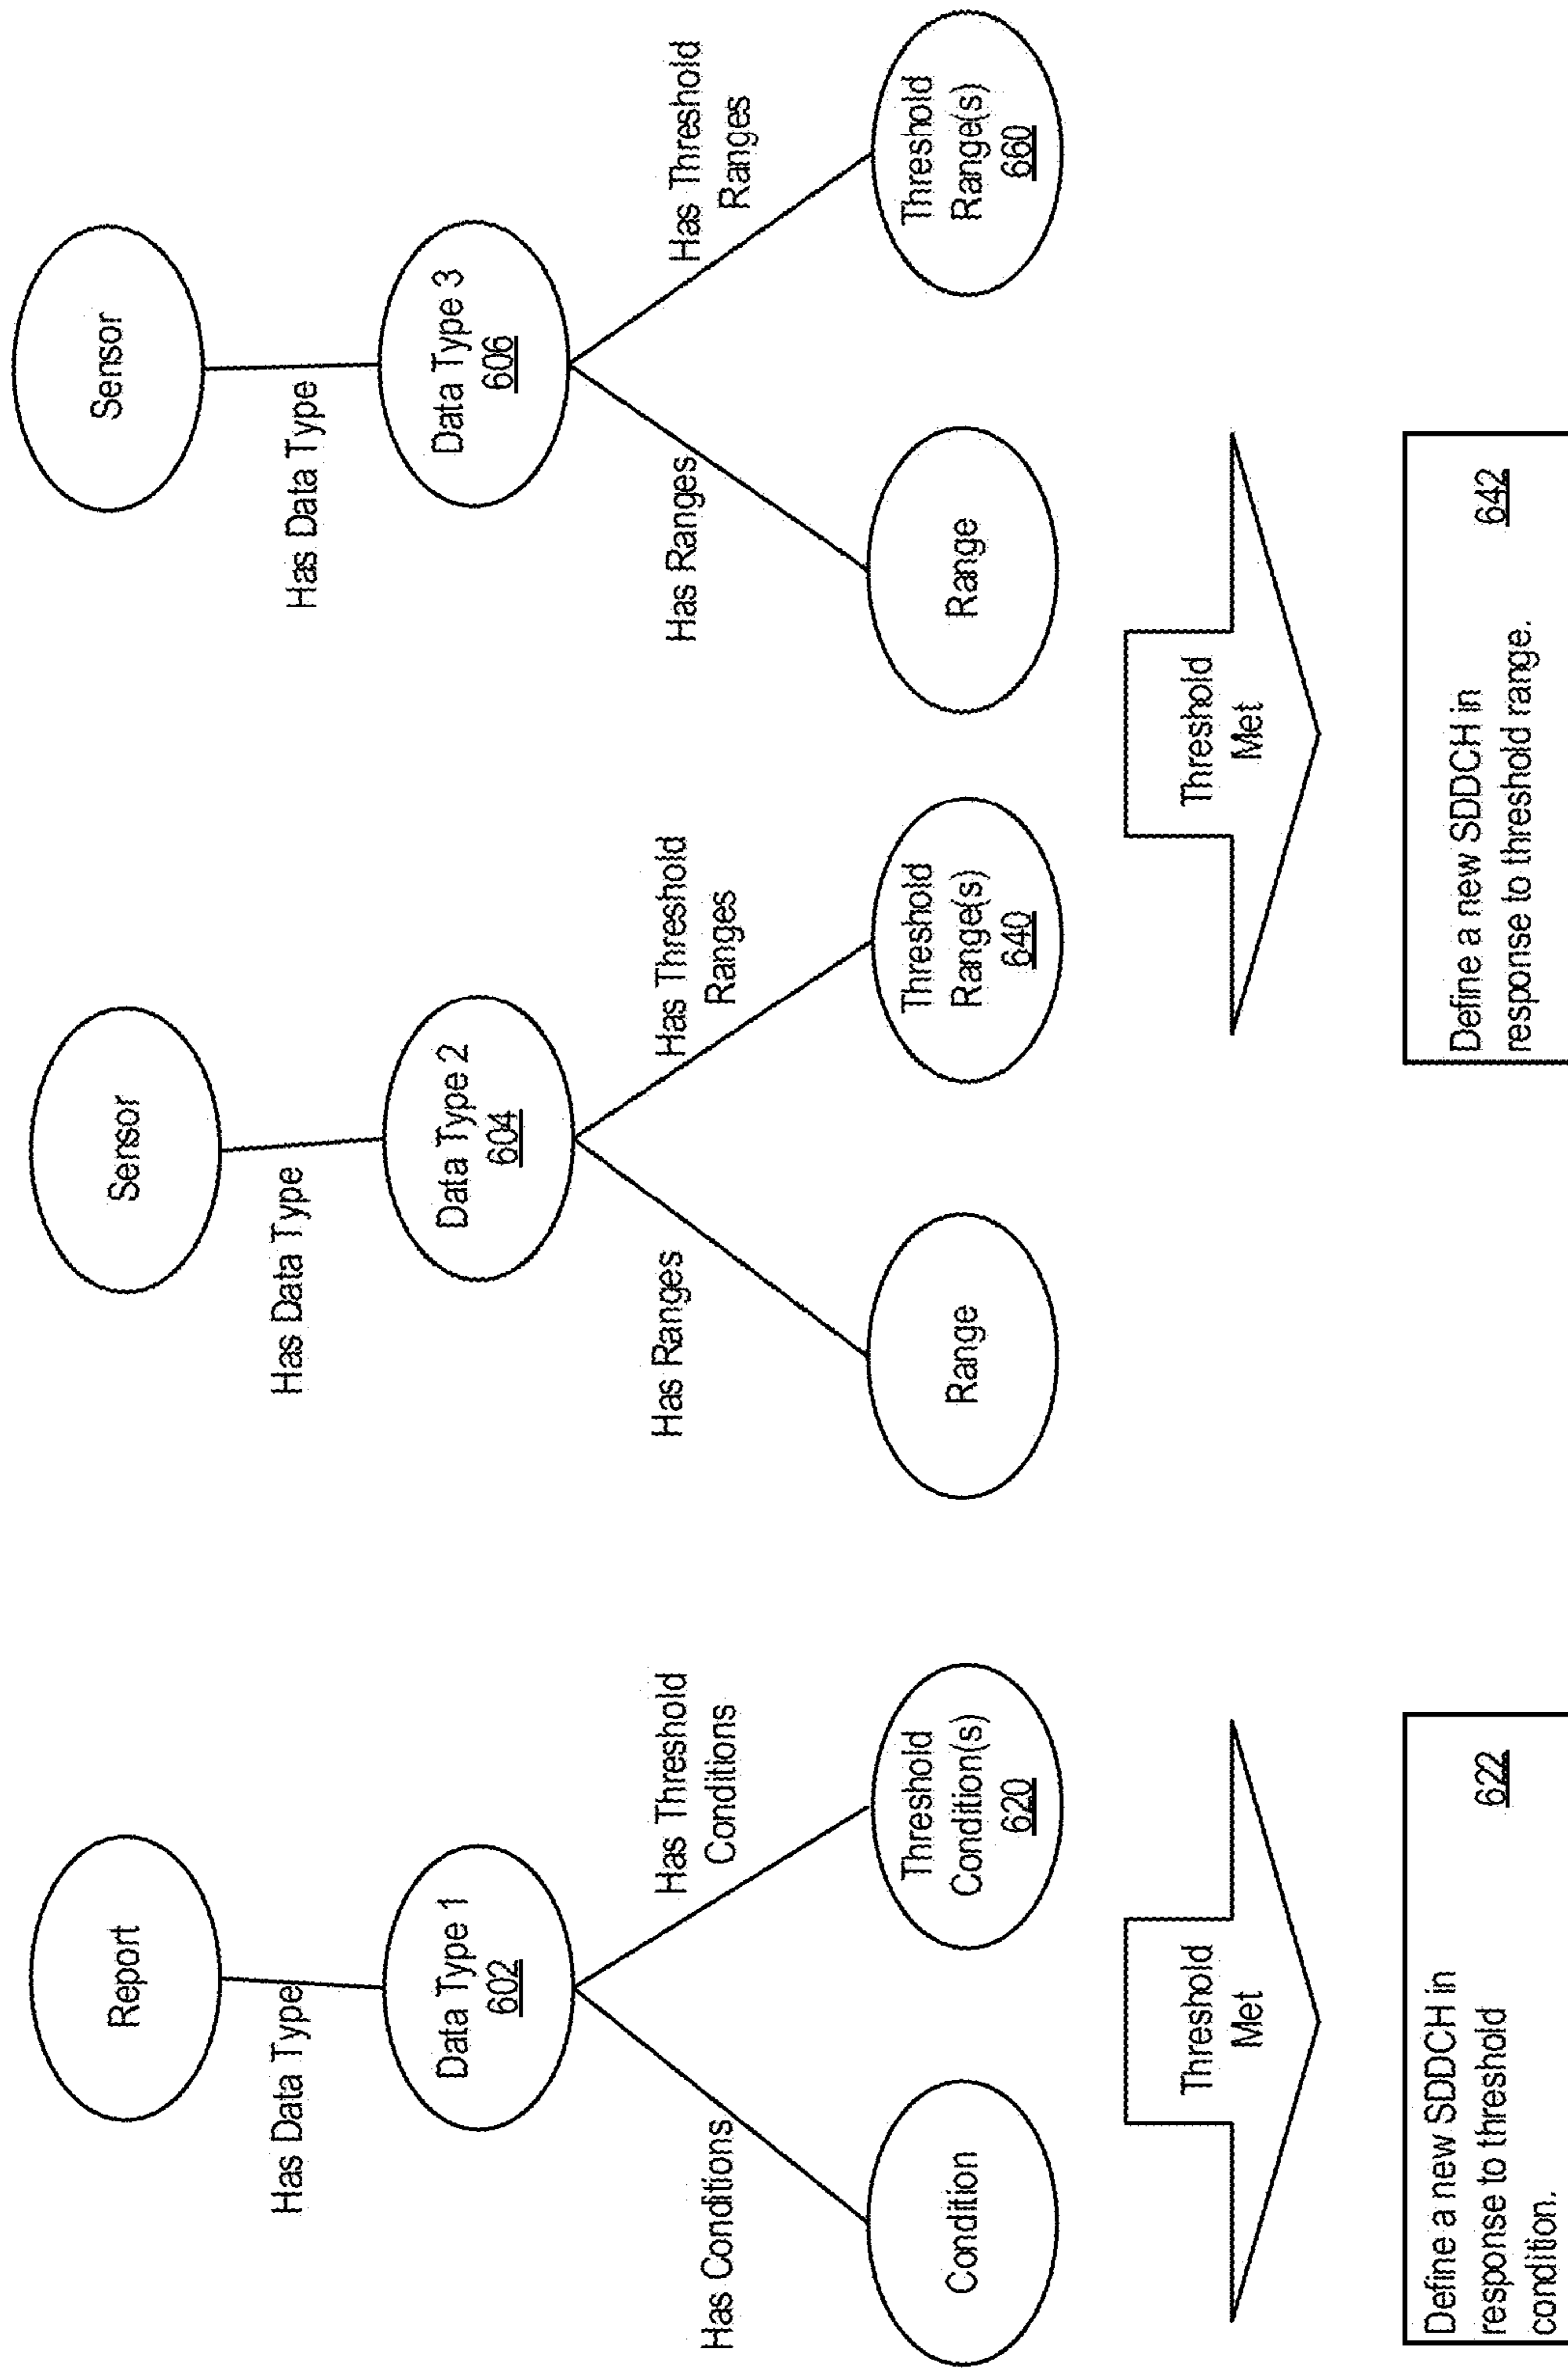 Report
Has Data Type
Data Type 1
602
Has Conditions
Has Threshold
Conditions
Condition
Threshold
Condition(s)
620
Threshold
Met
Define a new SDDCH in
response to threshold
condition.
622
Sensor
Has Data Type
Data Type 2
604
Has Ranges
Has Threshold
Ranges
Range
Threshold
Range(s)
640
Sensor
Has Data Type
Data Type 3
606
Has Ranges
Has Threshold
Ranges
Range
Threshold
Range(s)
660
Threshold
Met
Define a new SDDCH in
response to threshold range.
642